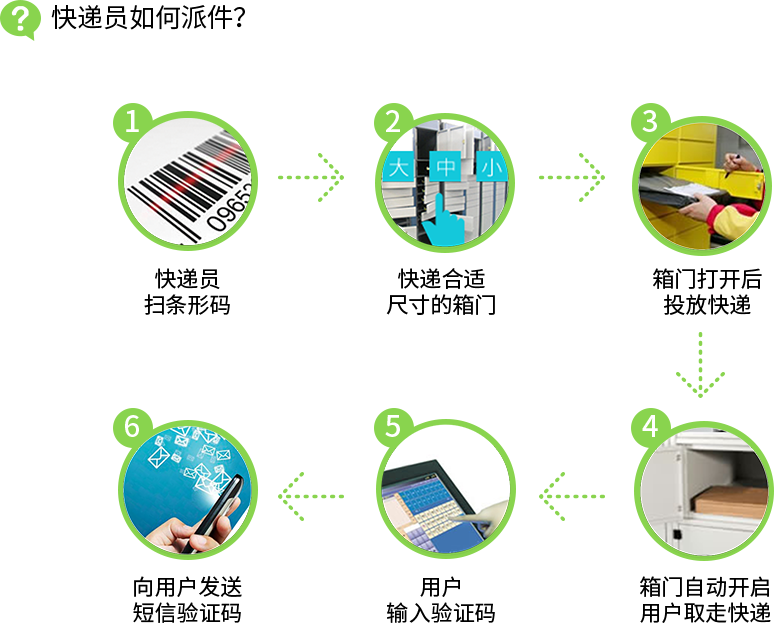 ?
快递员如何派件?
1
2
3
大 中 小
09652
快递员
扫条形码
快递合适
尺寸的箱门
箱门打开后
投放快递
6
5
4
向用户发送
短信验证码
用户
输入验证码
箱门自动开启
用户取走快递